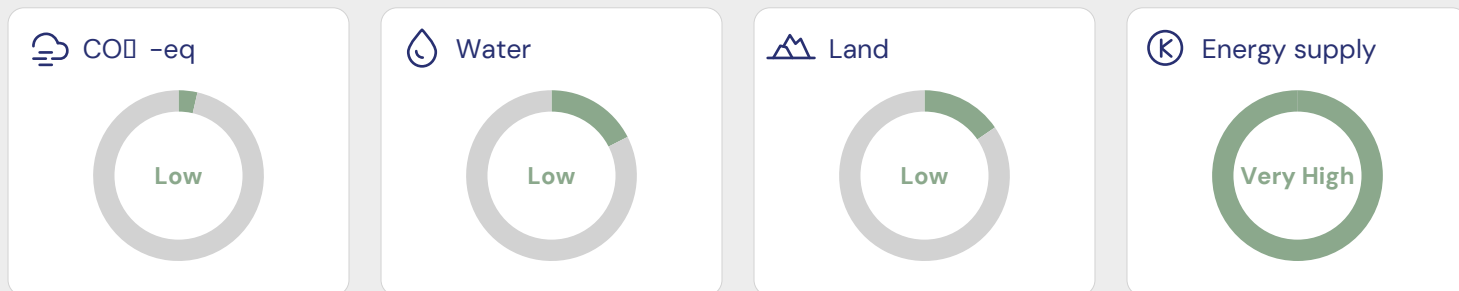 CO▯ -eq
Water
Land
Energy supply
Low
Low
Low
Very High